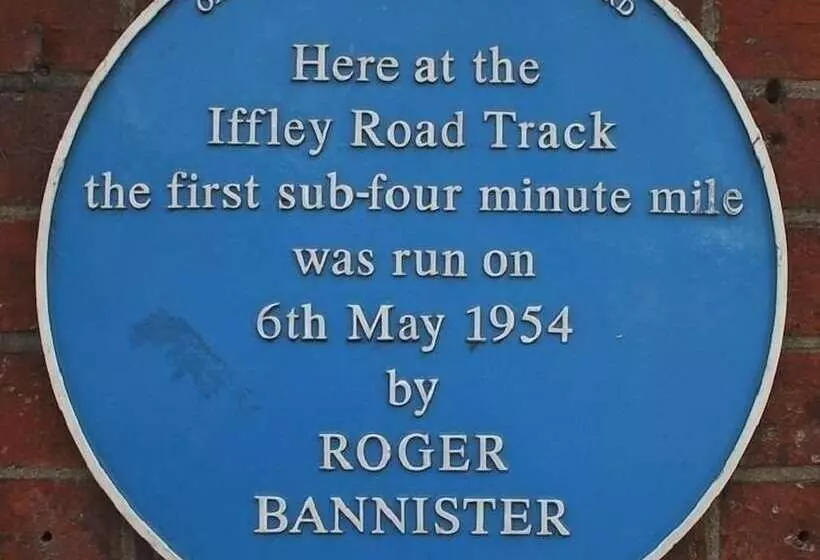 Here at the
Iffley Road Track
the first sub-four minute mile
was run on
6th May 1954
by
ROGER
BANNISTER